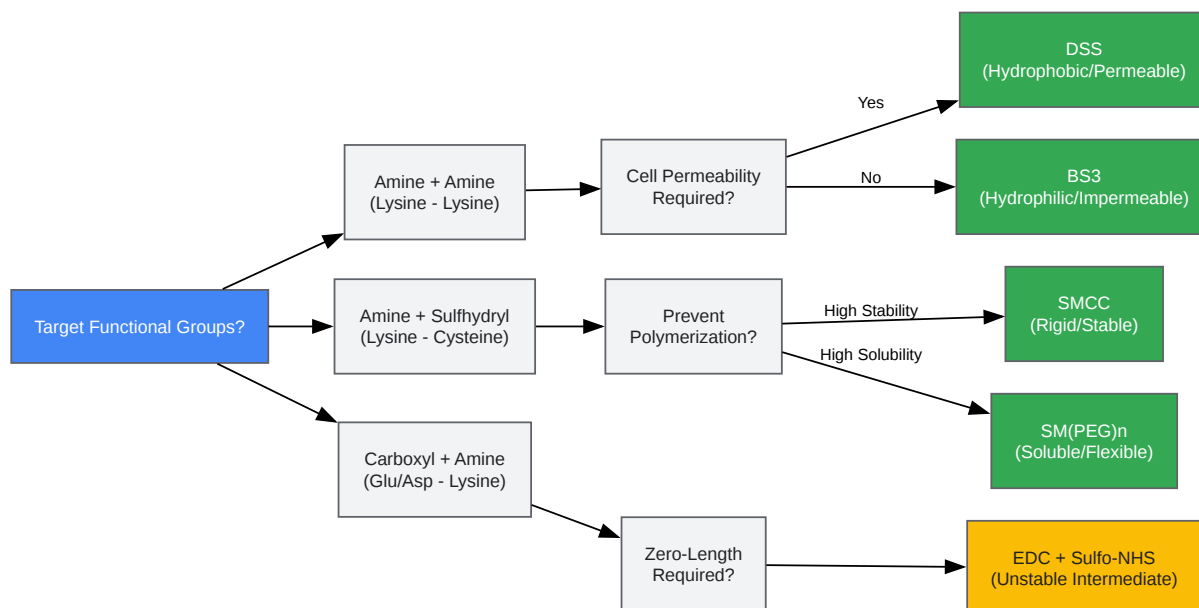 DSS
(Hydrophobic/Permeable)
Yes
Amine + Amine
(Lysine - Lysine)
Cell Permeability
Required?
No
BS3
(Hydrophilic/Impermeable)
Target Functional Groups?
Amine + Sulfhydryl
(Lysine - Cysteine)
Prevent
Polymerization?
High Stability
SMCC
(Rigid/Stable)
High Solubility
SM(PEG)n
(Soluble/Flexible)
Carboxyl + Amine
(Glu/Asp - Lysine)
Zero-Length
Required?
EDC + Sulfo-NHS
(Unstable Intermediate)